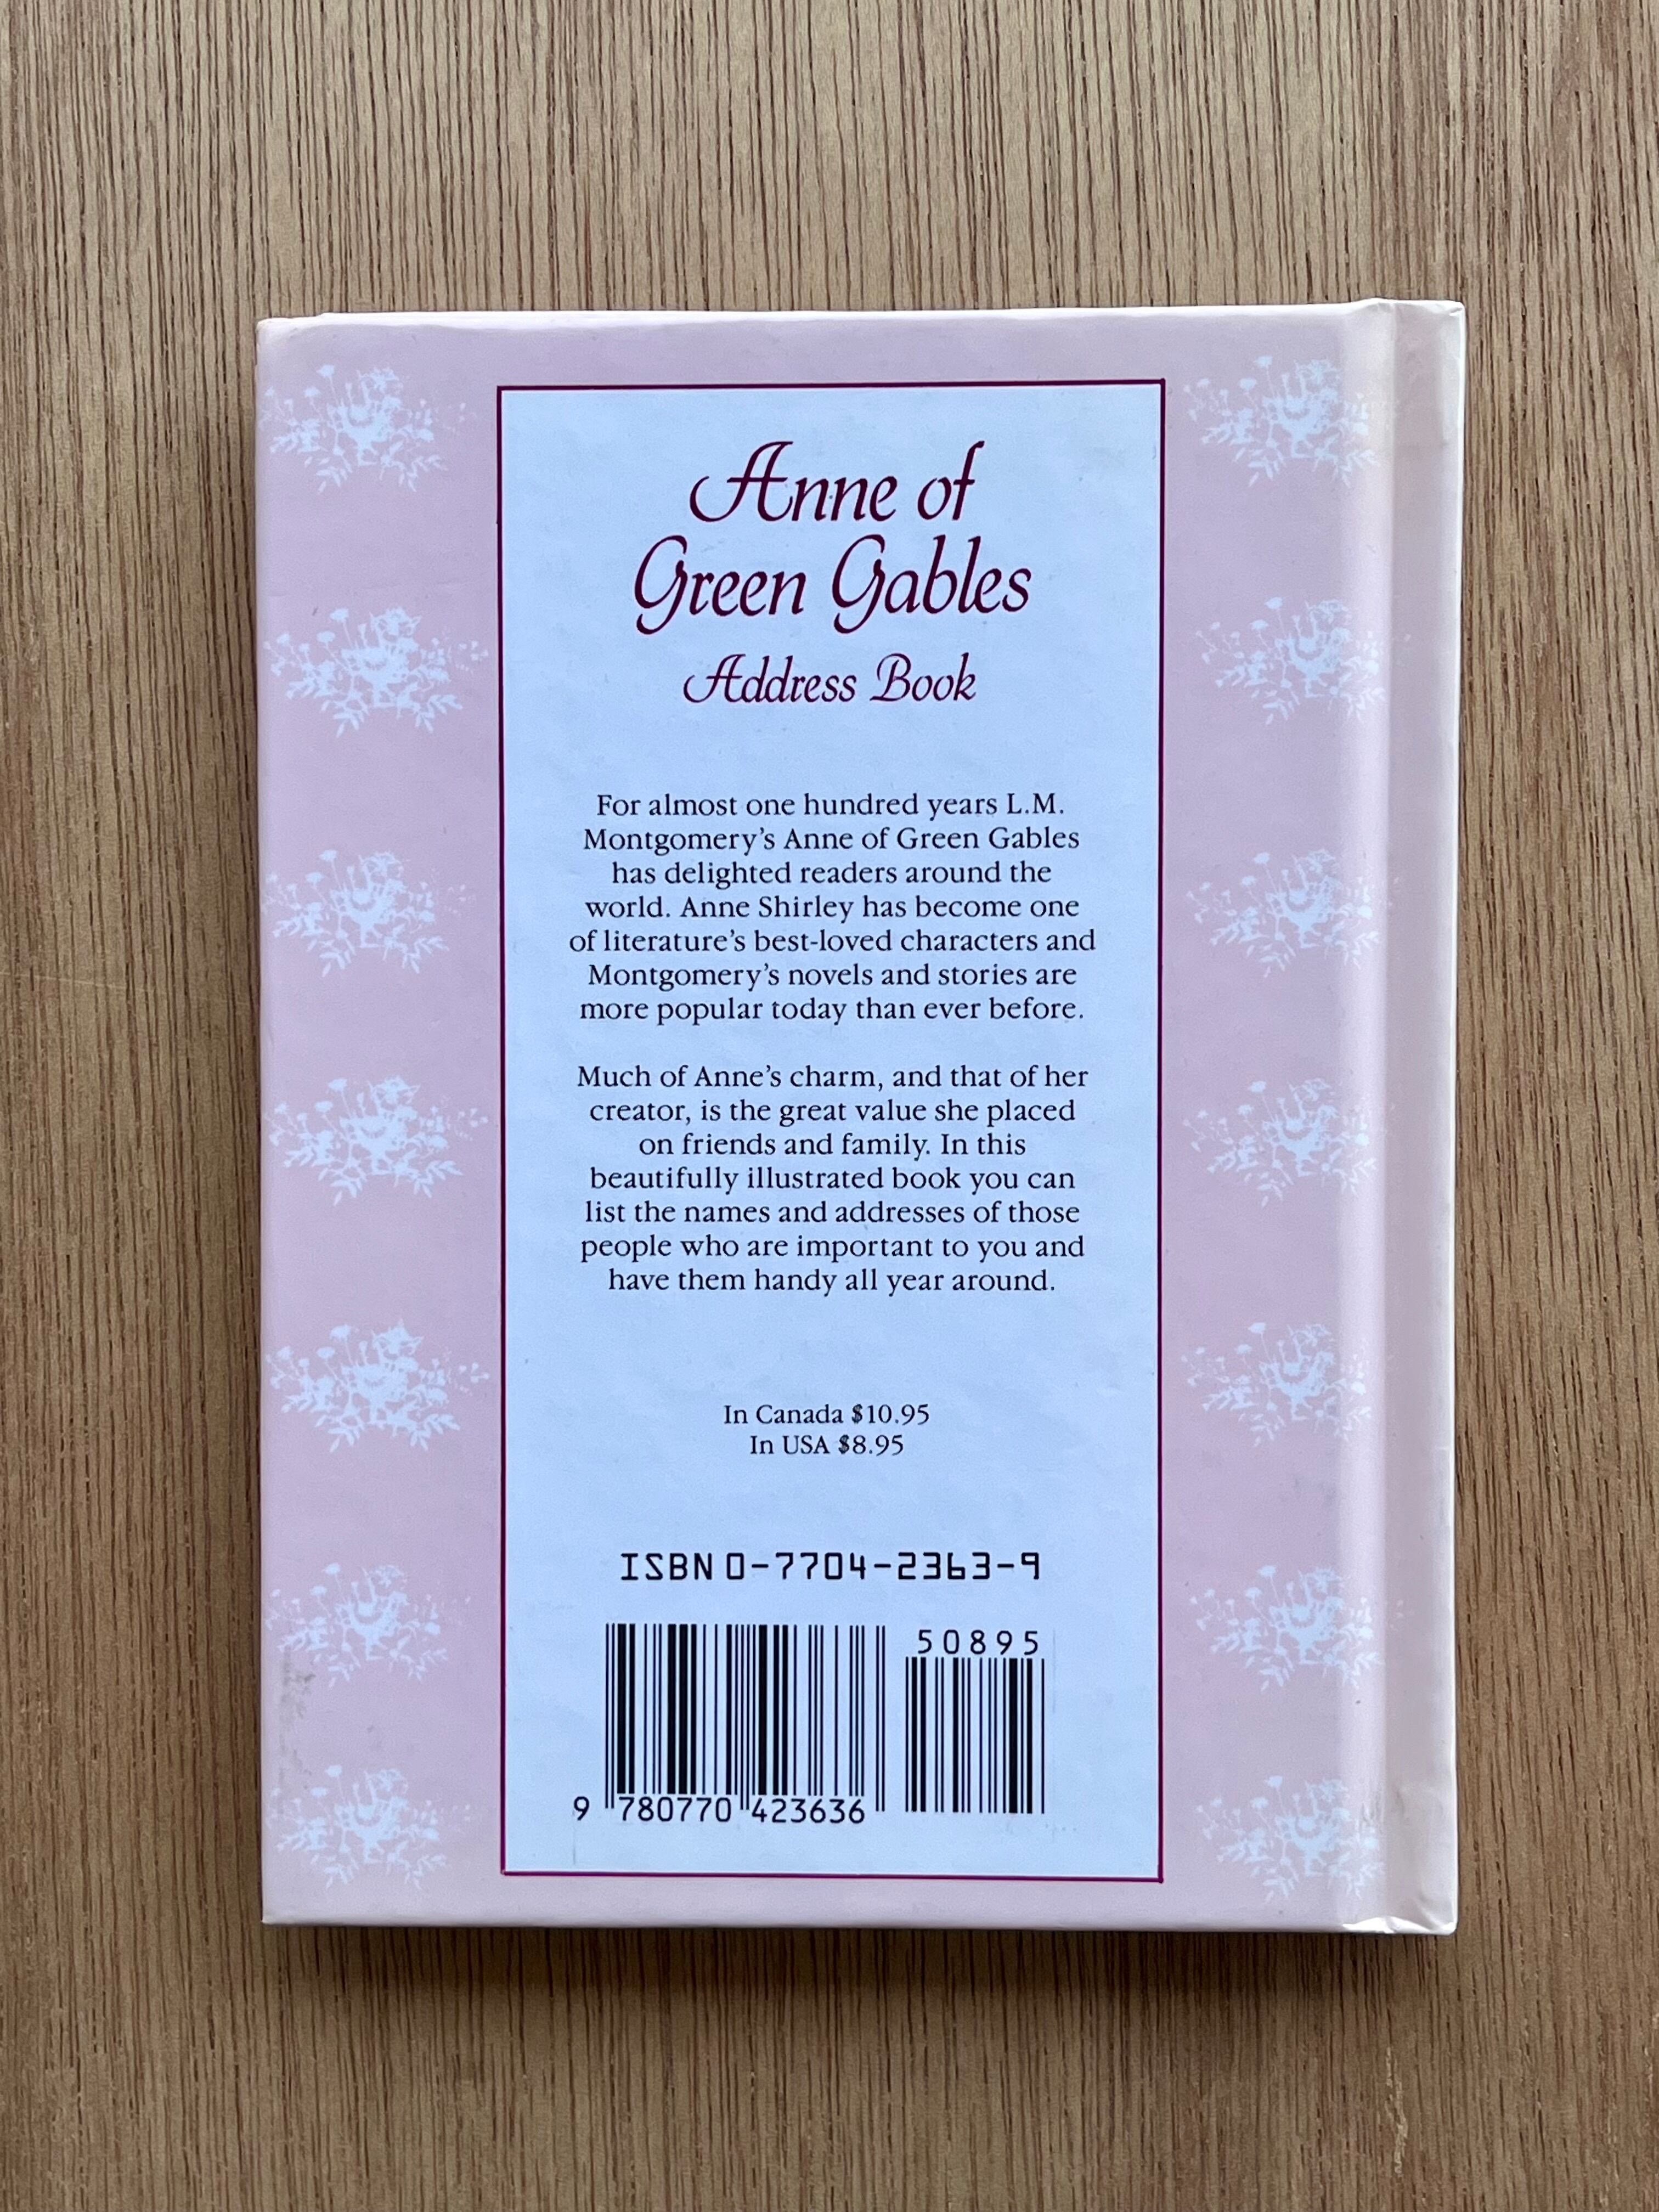 Anne of
Green Gables
Address Book
For almost one hundred years L.M.
Montgomery's Anne of Green Gables
has delighted readers around the
world. Anne Shirley has become one
of literature's best-loved characters and
Montgomery's novels and stories are
more popular today than ever before.
Much of Anne's charm, and that of her
creator, is the great value she placed
on friends and family. In this
beautifully illustrated book you can
list the names and addresses of those
people who are important to you and
have them handy all year around.
In Canada $10.95
In USA $8.95
ISBN 0-7704-2363-9
50895
9 780770 423636